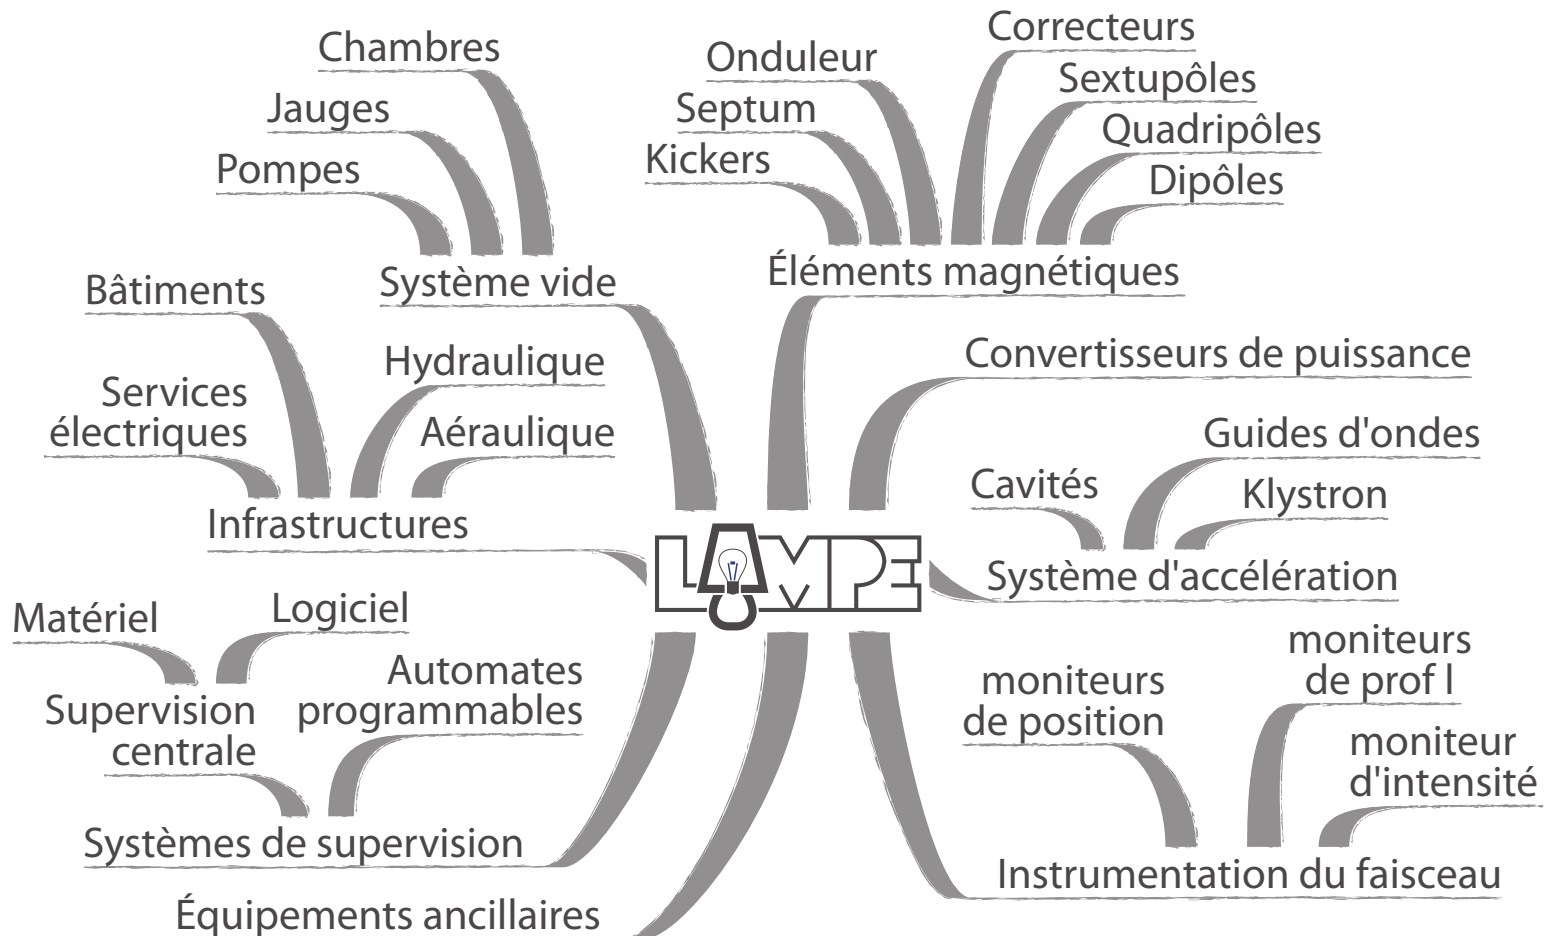 Chambres
Jauges
Pompes
Système vide
Onduleur
Septum
Kickers
Correcteurs
Sextupôles
Quadripôles
Dipôles
Éléments magnétiques
Bâtiments
Services
électriques
Hydraulique
Aéraulique
Infrastructures
Convertisseurs de puissance
Guides d'ondes
Cavités
Klystron
Système d'accélération
LAMPE
Matériel
Logiciel
Supervision
centrale
Automates
programmables
Systèmes de supervision
Équipements ancillaires
moniteurs
de position
moniteurs
de prof l
moniteur
d'intensité
Instrumentation du faisceau